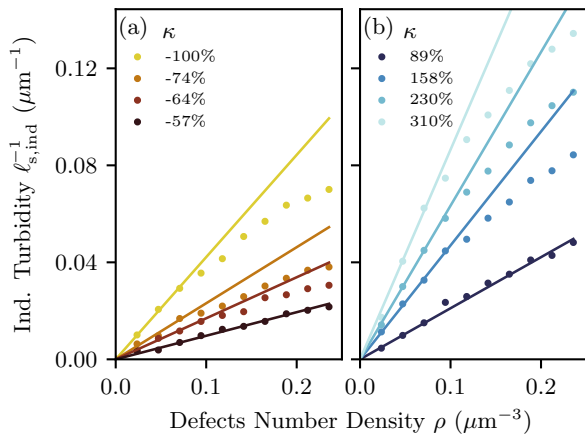 (a) κ
-100%
-74%
-64%
-57%
(b) κ
89%
158%
230%
310%
0.12
0.08
0.04
0.00
0.0 0.1 0.2
0.0 0.1 0.2
Ind. Turbidity ℓ⁻¹ₛ,ᵢₙd (μm⁻¹)
Defects Number Density ρ (μm⁻³)